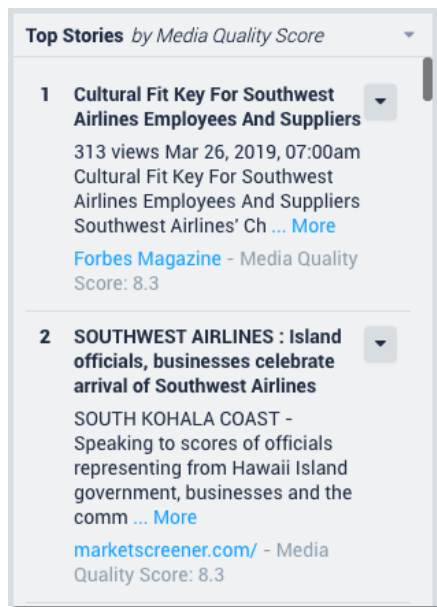 Top Stories by Media Quality Score
1 Cultural Fit Key For Southwest
Airlines Employees And Suppliers
313 views Mar 26, 2019, 07:00am
Cultural Fit Key For Southwest
Airlines Employees And Suppliers
Southwest Airlines' Ch ... More
Forbes Magazine - Media Quality
Score: 8.3
2 SOUTHWEST AIRLINES : Island
officials, businesses celebrate
arrival of Southwest Airlines
SOUTH KOHALA COAST -
Speaking to scores of officials
representing from Hawaii Island
government, businesses and the
comm ... More
marketscreener.com/ - Media
Quality Score: 8.3